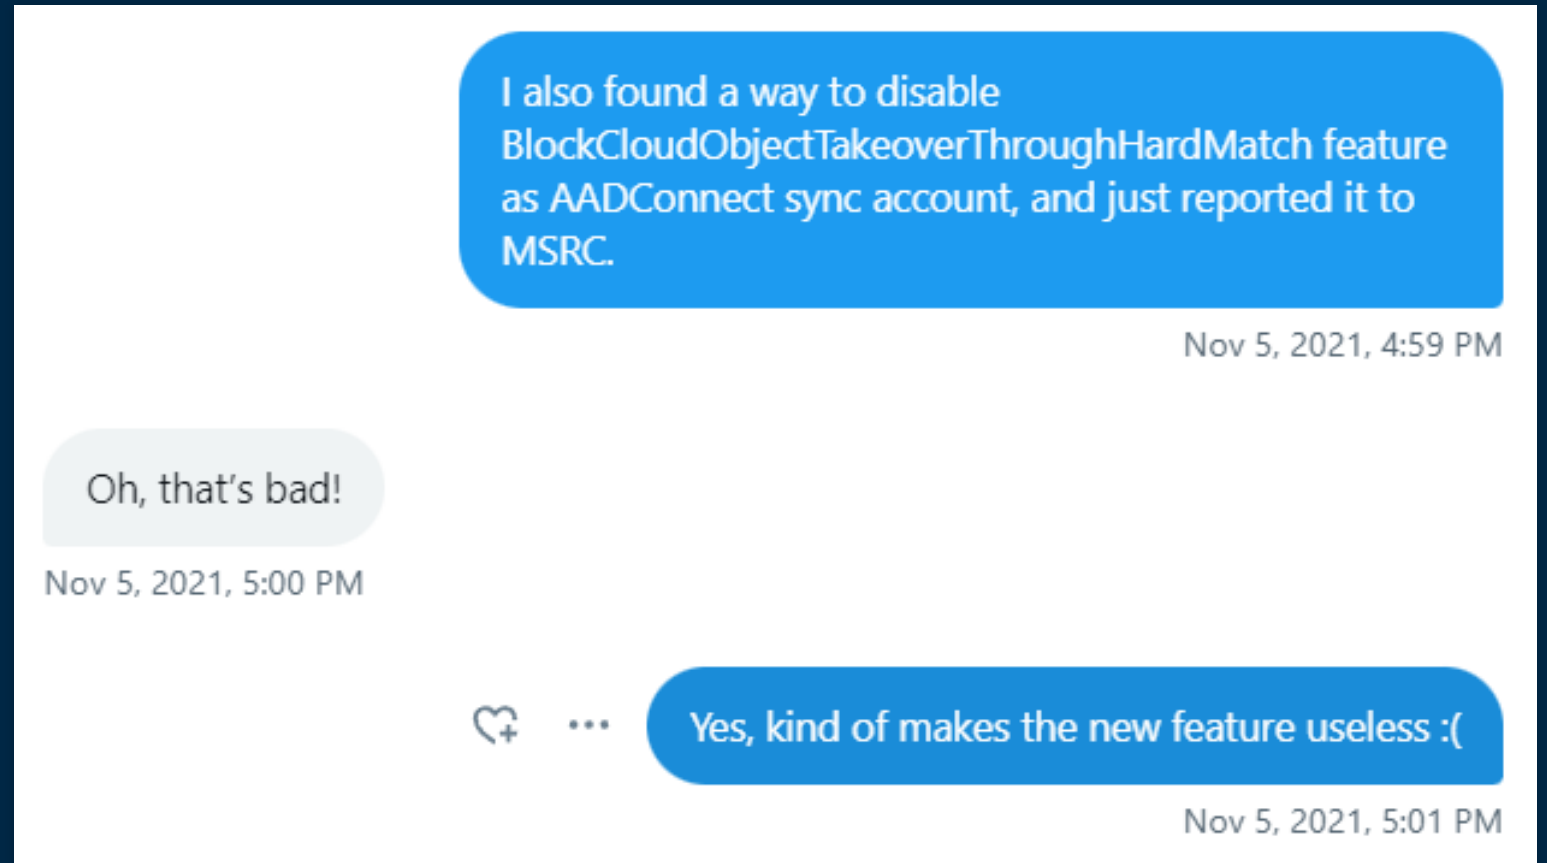 I also found a way to disable
BlockCloudObjectTakeoverThroughHardMatch feature
as AADConnect sync account, and just reported it to
MSRC.
Nov 5, 2021, 4:59 PM
Oh, that’s bad!
Nov 5, 2021, 5:00 PM
Yes, kind of makes the new feature useless :(
Nov 5, 2021, 5:01 PM